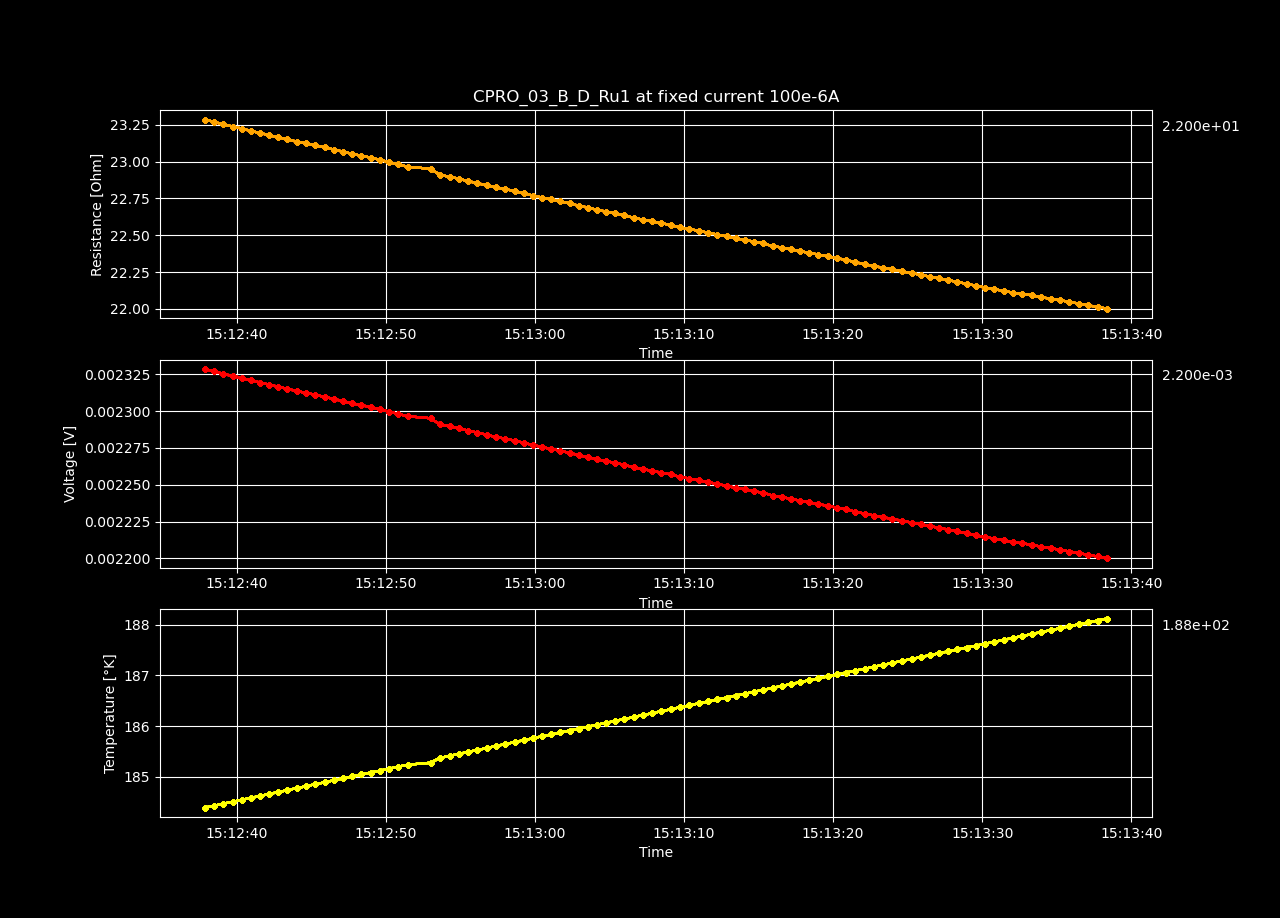 CPRO_03_B_D_Ru1 at fixed current 100e-6A
23.25
23.00
22.75
22.50
22.25
22.00
Resistance [Ohm]
2.200e+01
15:12:40 15:12:50 15:13:00 15:13:10 15:13:20 15:13:30 15:13:40
Time
0.002325
0.002300
0.002275
0.002250
0.002225
0.002200
Voltage [V]
2.200e-03
15:12:40 15:12:50 15:13:00 15:13:10 15:13:20 15:13:30 15:13:40
Time
188
187
186
185
Temperature [°K]
1.88e+02
15:12:40 15:12:50 15:13:00 15:13:10 15:13:20 15:13:30 15:13:40
Time